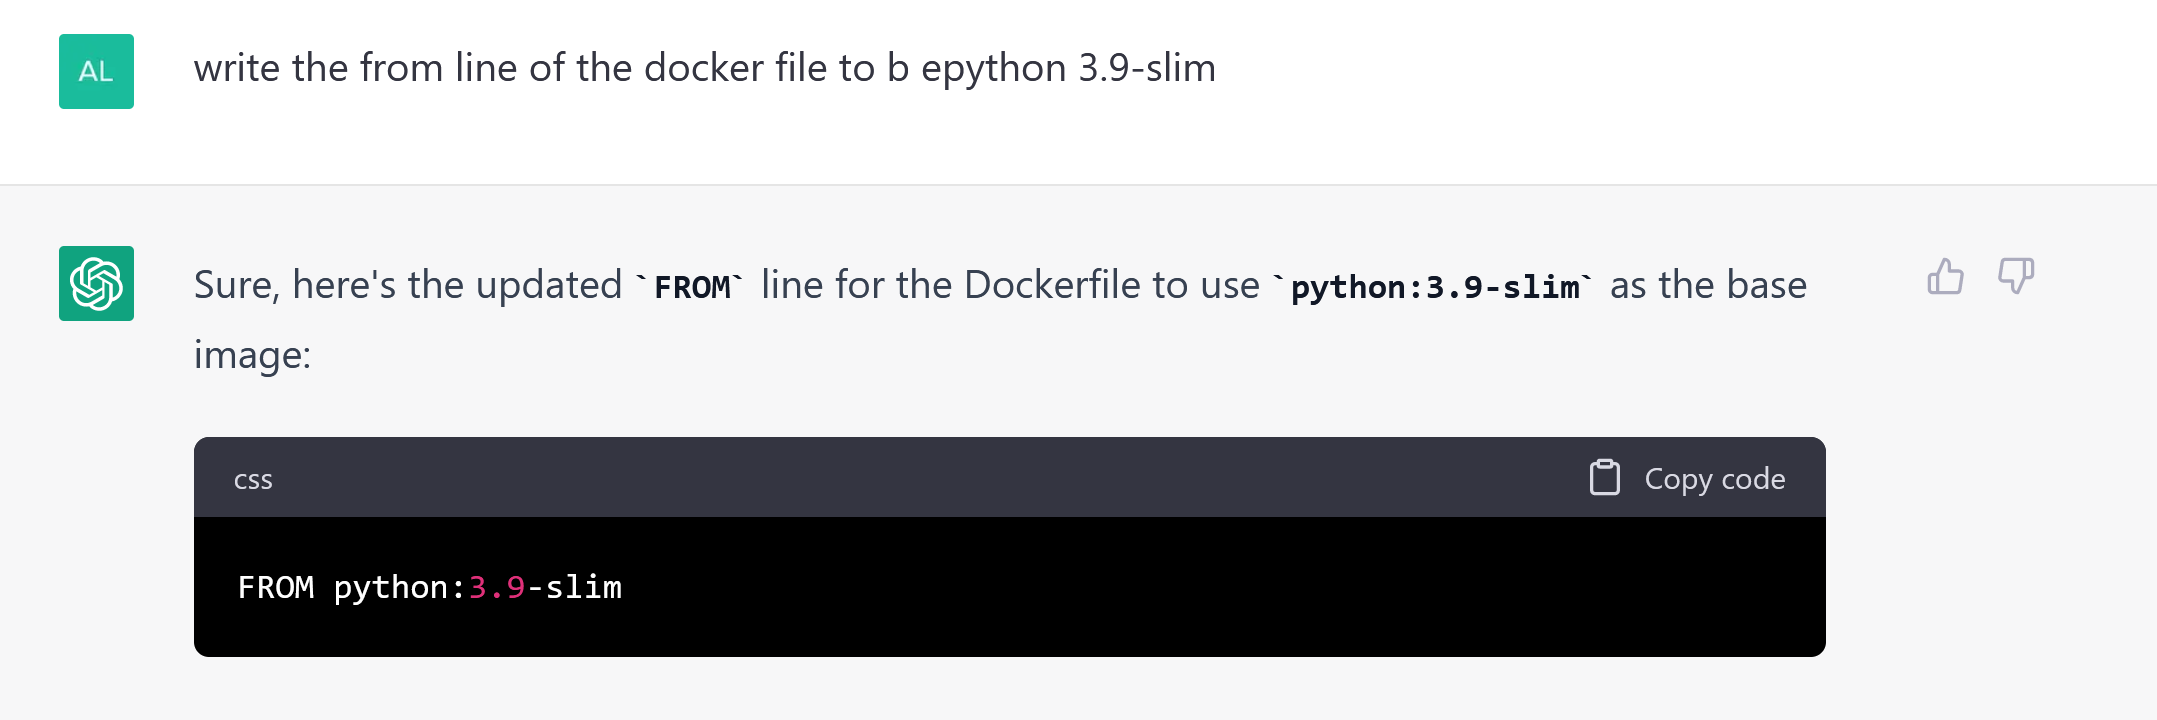 AL
write the from line of the docker file to b epython 3.9-slim
Sure, here's the updated `FROM` line for the Dockerfile to use `python:3.9-slim` as the base
image:
css
Copy code
FROM python:3.9-slim